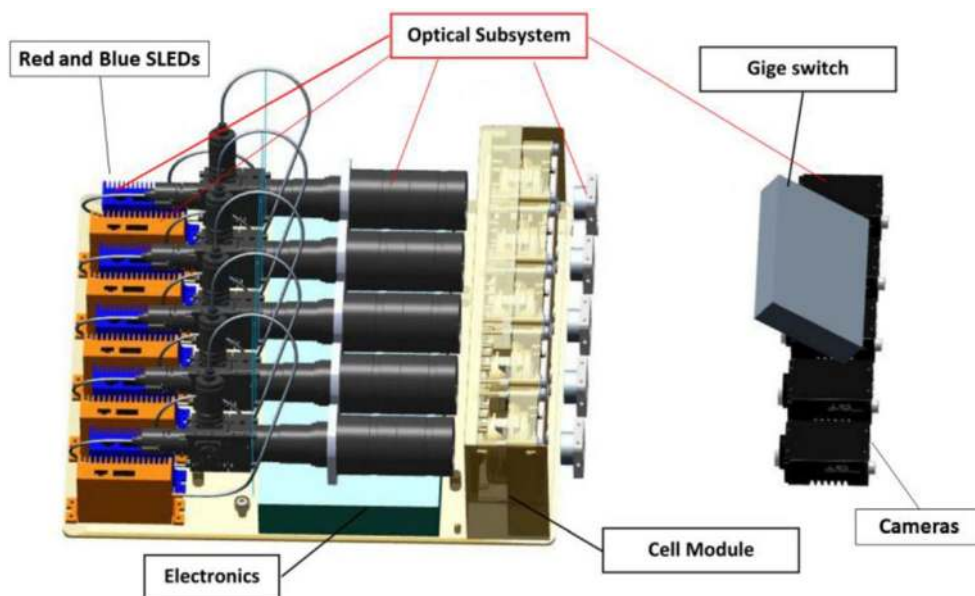 Optical Subsystem
Red and Blue SLEDs
Gige switch
Cameras
Cell Module
Electronics